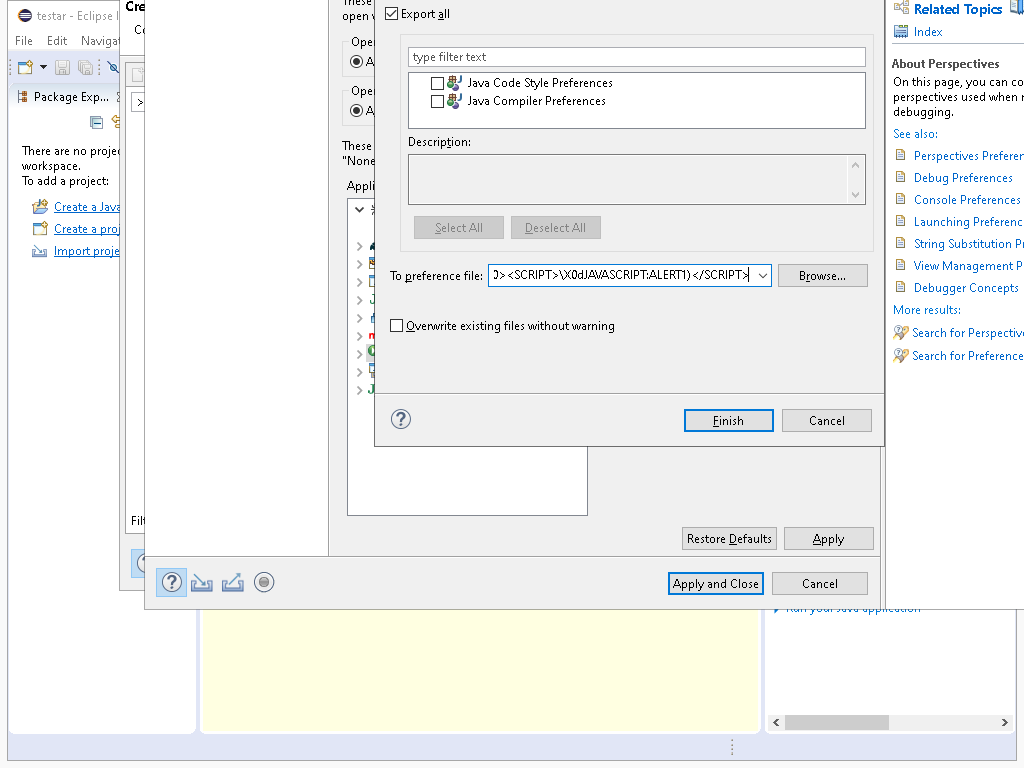 testar - Eclipse I
File Edit Navigat
Package Exp...
There are no projec
workspace.
To add a project:
Create a Java
Create a proj
Import proje
Cre
Filt
These
open v
Open
Open
These
"None
Appli
Export all
type filter text
Java Code Style Preferences
Java Compiler Preferences
Description:
Select All
Deselect All
To preference file:
J><SCRIPT>\X0dJAVASCRIPT:ALERT1)</SCRIPT>
Browse...
Overwrite existing files without warning
Finish
Cancel
Restore Defaults
Apply
Apply and Close
Cancel
Related Topics
Index
About Perspectives
On this page, you can co
perspectives used when r
debugging.
See also:
Perspectives Preferen
Debug Preferences
Console Preferences
Launching Preferenc
String Substitution Pr
View Management P
Debugger Concepts
More results:
Search for Perspectiv
Search for Preference
Run your Java application